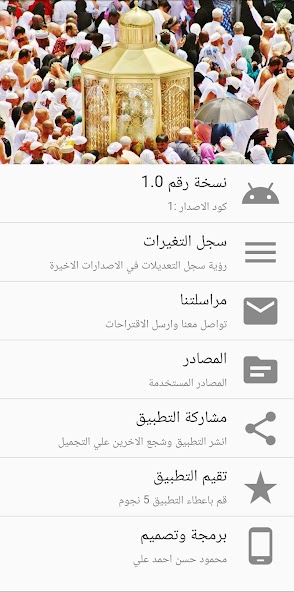 نسخة رقم 1.0
كود الاصدار :1
سجل التغيرات
رؤية سجل التعديلات في الاصدارات الاخيرة
مراسلتنا
تواصل معنا وارسل الاقتراحات
المصادر
المصادر المستخدمة
مشاركة التطبيق
انشر التطبيق وشجع الاخرين علي التجميل
تقيم التطبيق
قم باعطاء التطبيق 5 نجوم
برمجة وتصميم
محمود حسن احمد علي